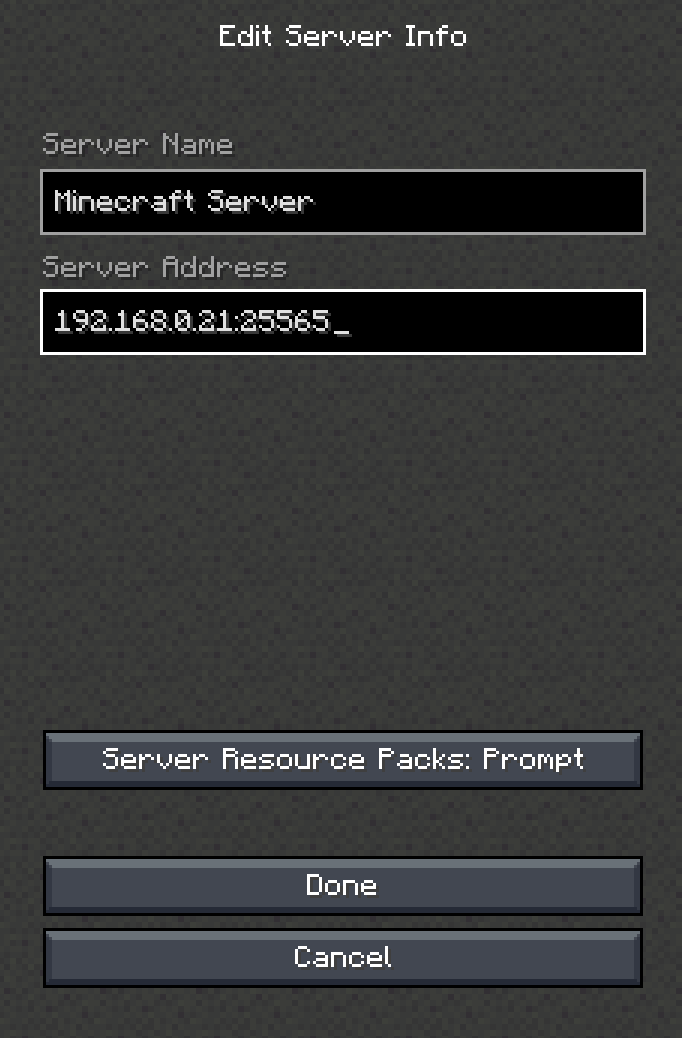 Edit Server Info
Server Name
Minecraft Server
Server Address
192.168.0.21:25565_
Server Resource Packs: Prompt
Done
Cancel